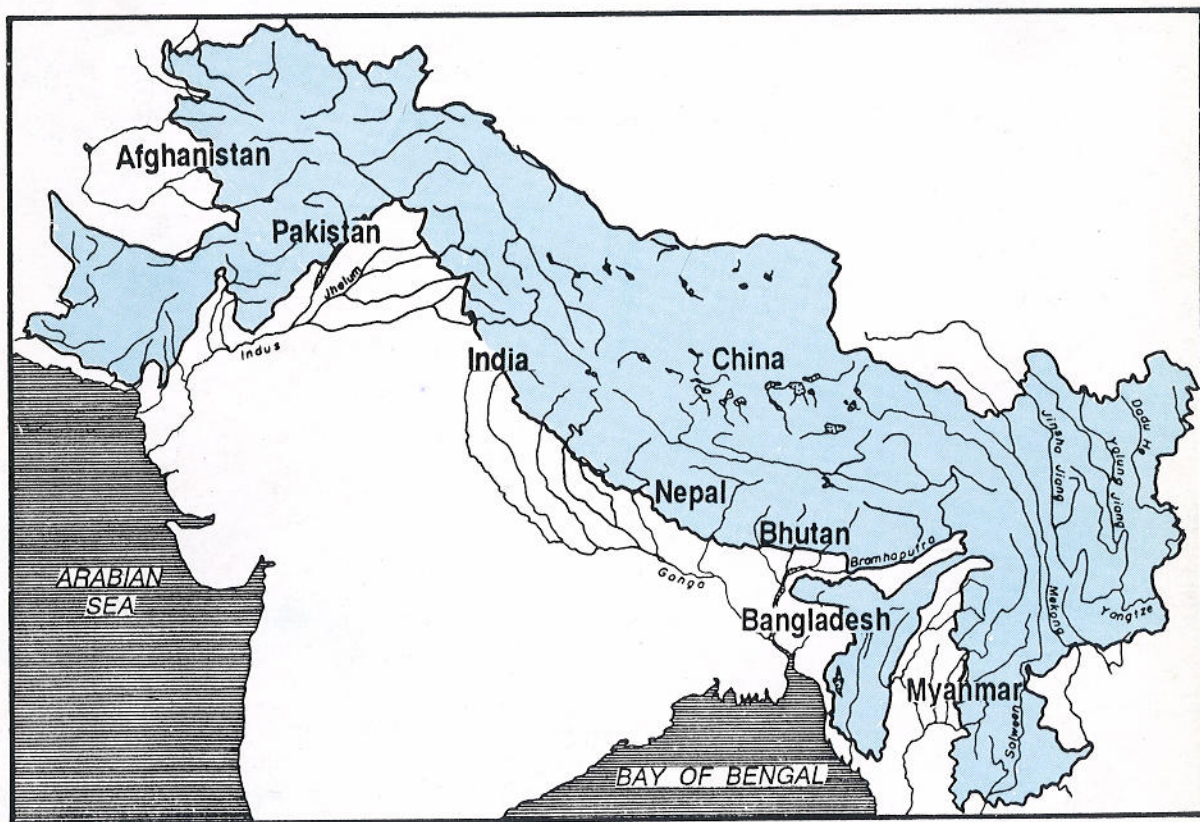 Afghanistan
Pakistan
Jhelum
Indus
India
China
Jinsha Jiang
Yalung Jiang
Dadu He
Nepal
Bhutan
Bramhaputra
Ganga
ARABIAN
SEA
Bangladesh
Mekong
Yangtze
Myanmar
Salween
BAY OF BENGAL